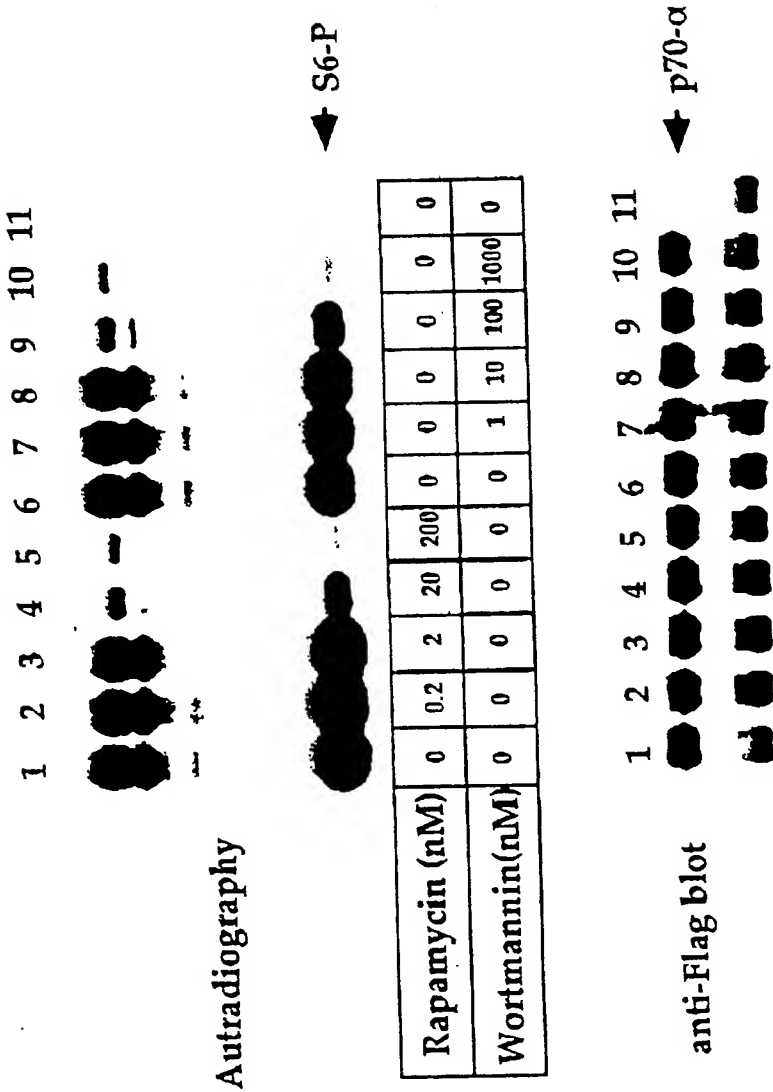 1 2 3 4 5 6 7 8 9 10 11
Autradiography
S6-P
Rapamycin (nM) 0 0.2 2 20 200 0 0 0 0 0 0
Wortmannin(nM) 0 0 0 0 0 0 1 10 100 1000 0
1 2 3 4 5 6 7 8 9 10 11
p70-α
anti-Flag blot